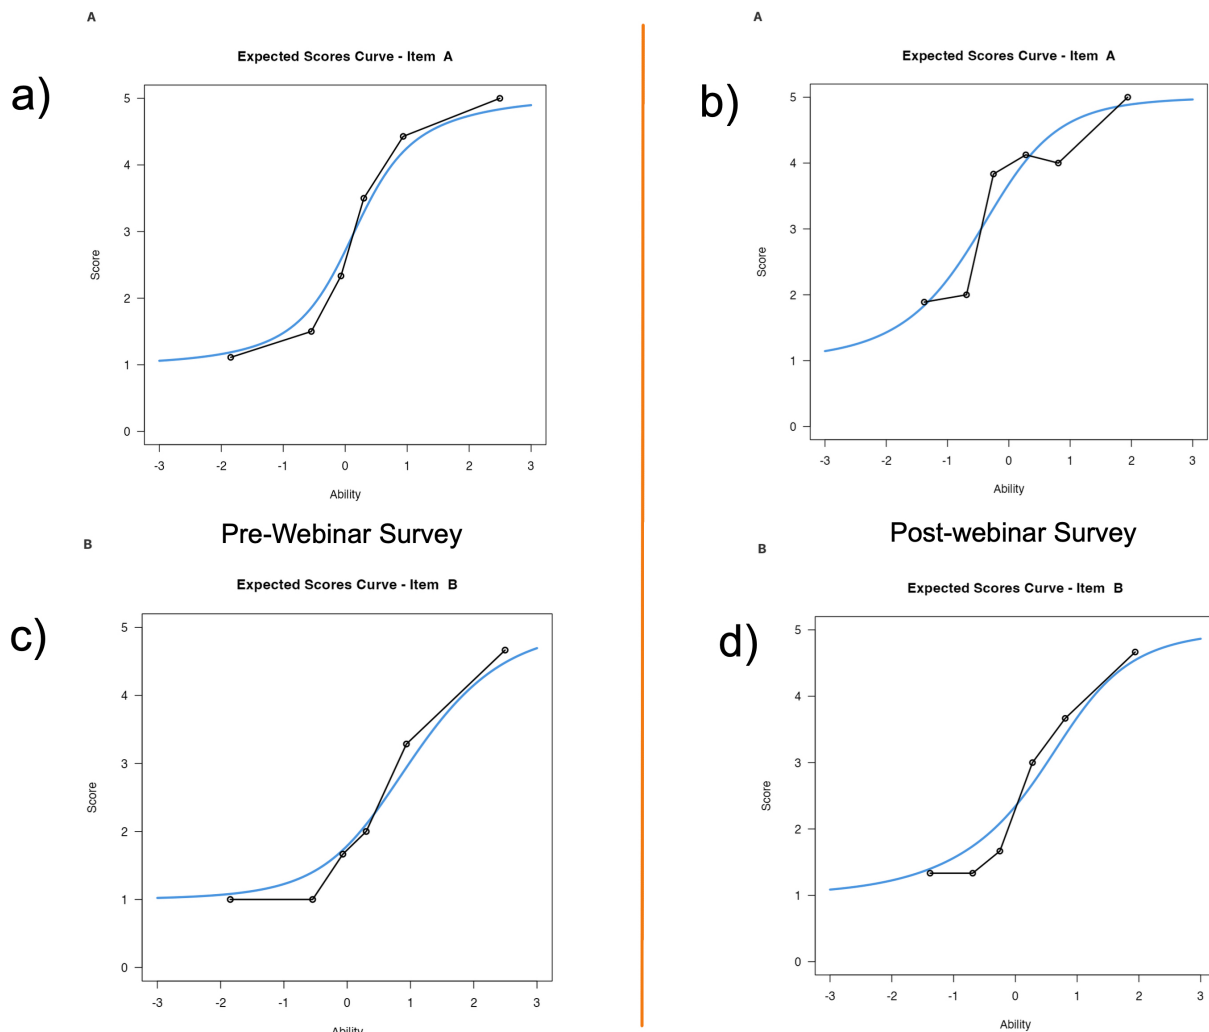 A
Expected Scores Curve - Item A
a)
5
4
3
2
1
0
Score
-3 -2 -1 0 1 2 3
Ability
A
Expected Scores Curve - Item A
b)
5
4
3
2
1
0
Score
-3 -2 -1 0 1 2 3
Ability
Pre-Webinar Survey
Post-webinar Survey
B
Expected Scores Curve - Item B
c)
5
4
3
2
1
0
Score
-3 -2 -1 0 1 2 3
Ability
B
Expected Scores Curve - Item B
d)
5
4
3
2
1
0
Score
-3 -2 -1 0 1 2 3
Ability